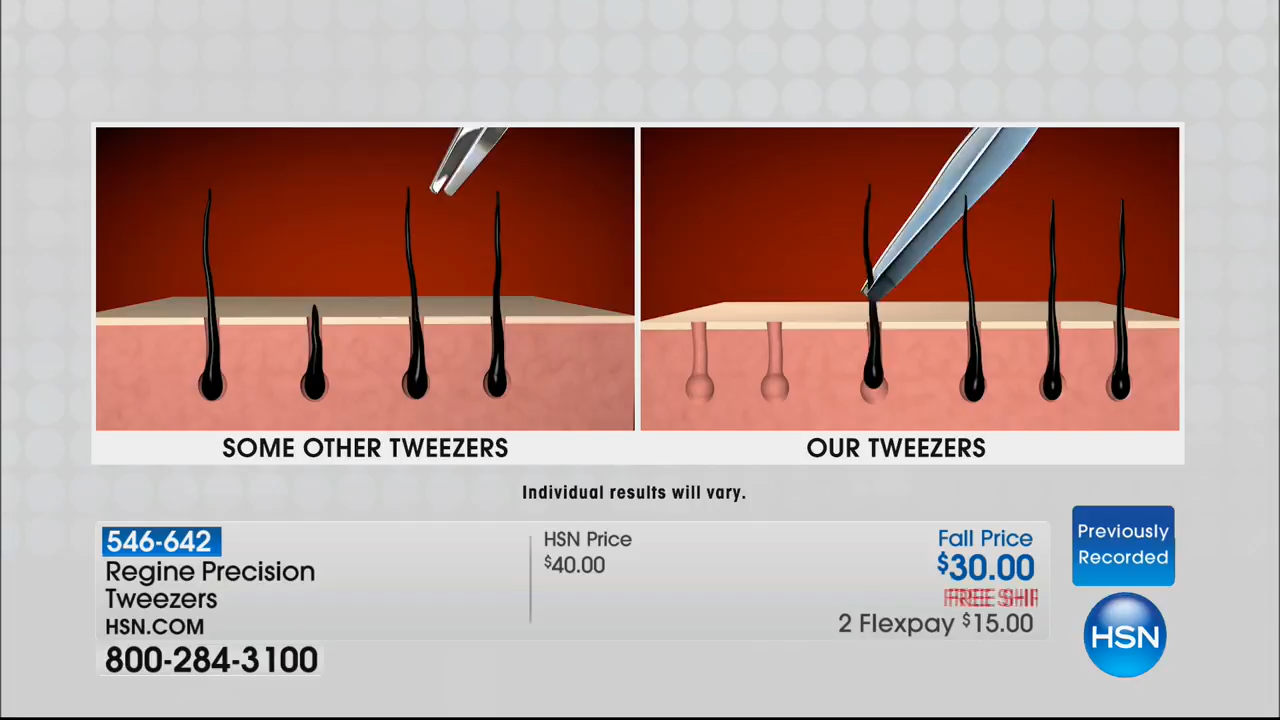 SOME OTHER TWEEZERS
OUR TWEEZERS
Individual results will vary.
546-642
Regine Precision
Tweezers
HSN.COM
800-284-3100
HSN Price
$40.00
Fall Price
$30.00
FREE
2 Flexpay $15.00
Previously
Recorded
HSN